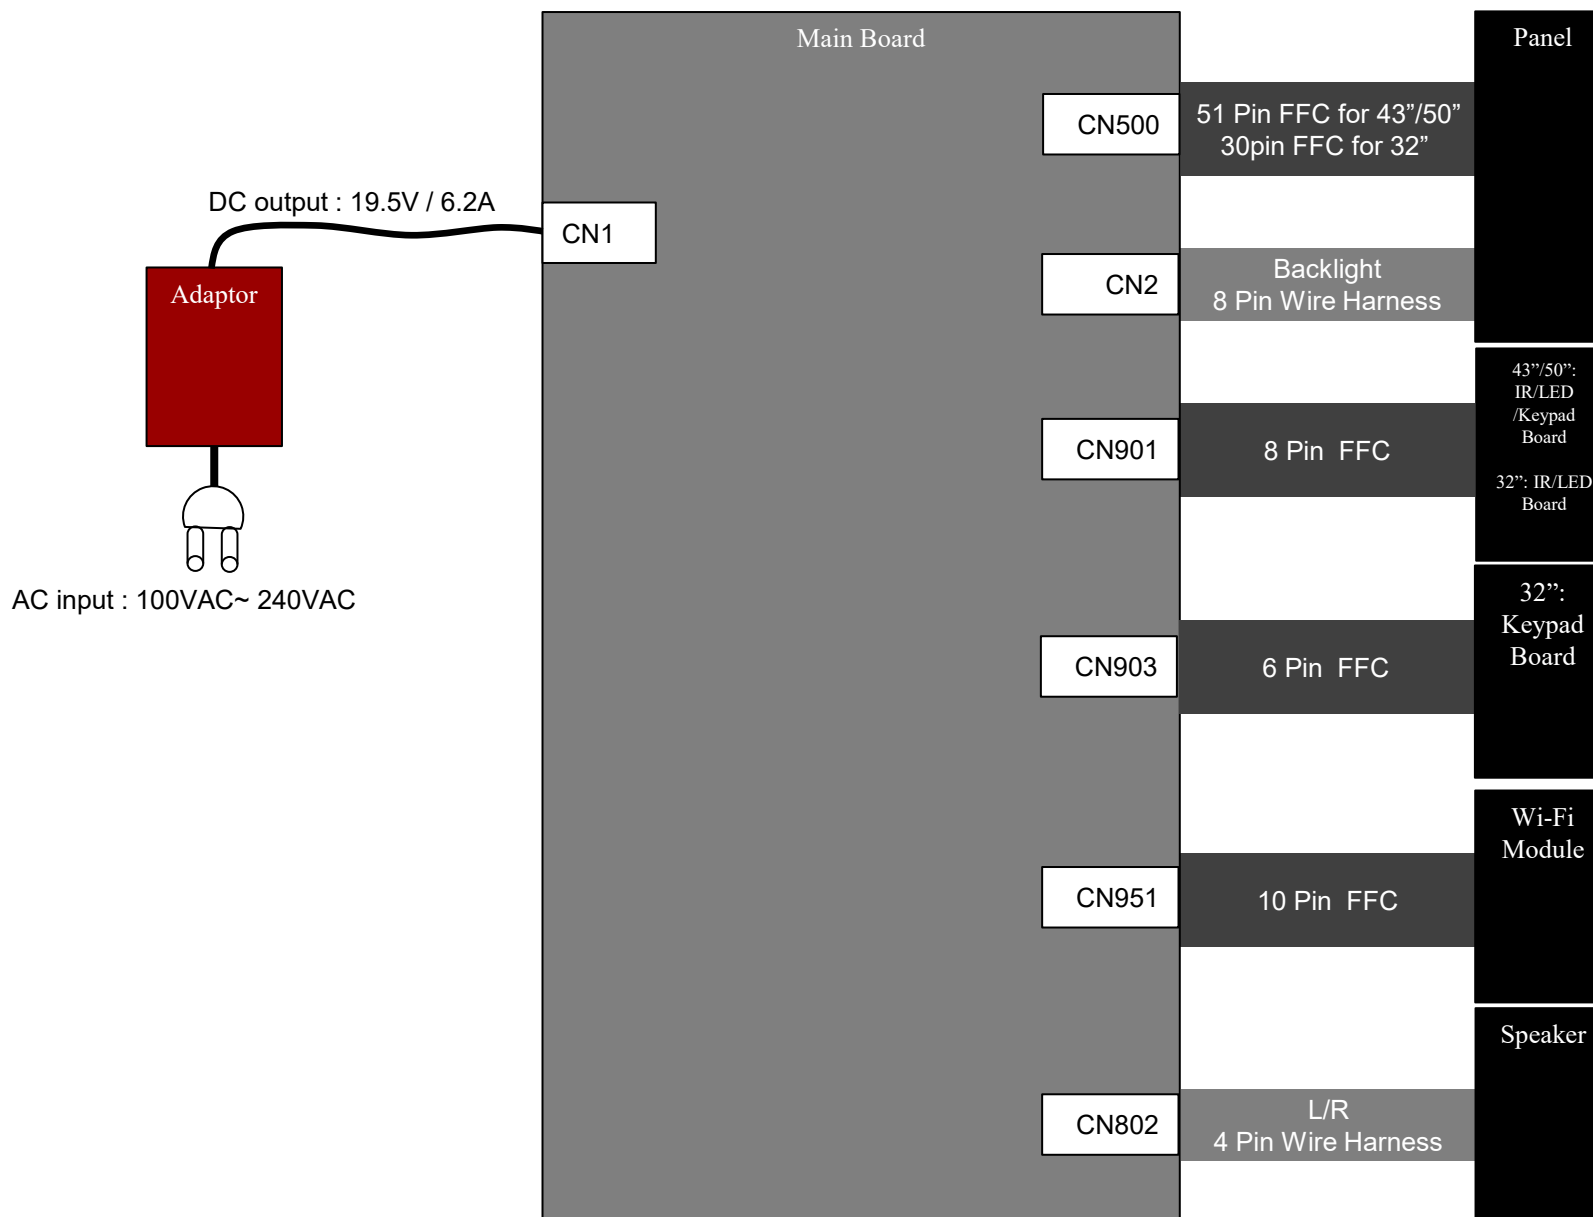 Main Board
Panel
CN500
51 Pin FFC for 43”/50”
30pin FFC for 32”
DC output : 19.5V / 6.2A
CN1
Adaptor
CN2
Backlight
8 Pin Wire Harness
43”/50”:
IR/LED
/Keypad
Board
32”: IR/LED
Board
CN901
8 Pin FFC
AC input : 100VAC~ 240VAC
32”:
Keypad
Board
CN903
6 Pin FFC
Wi-Fi
Module
CN951
10 Pin FFC
Speaker
CN802
L/R
4 Pin Wire Harness